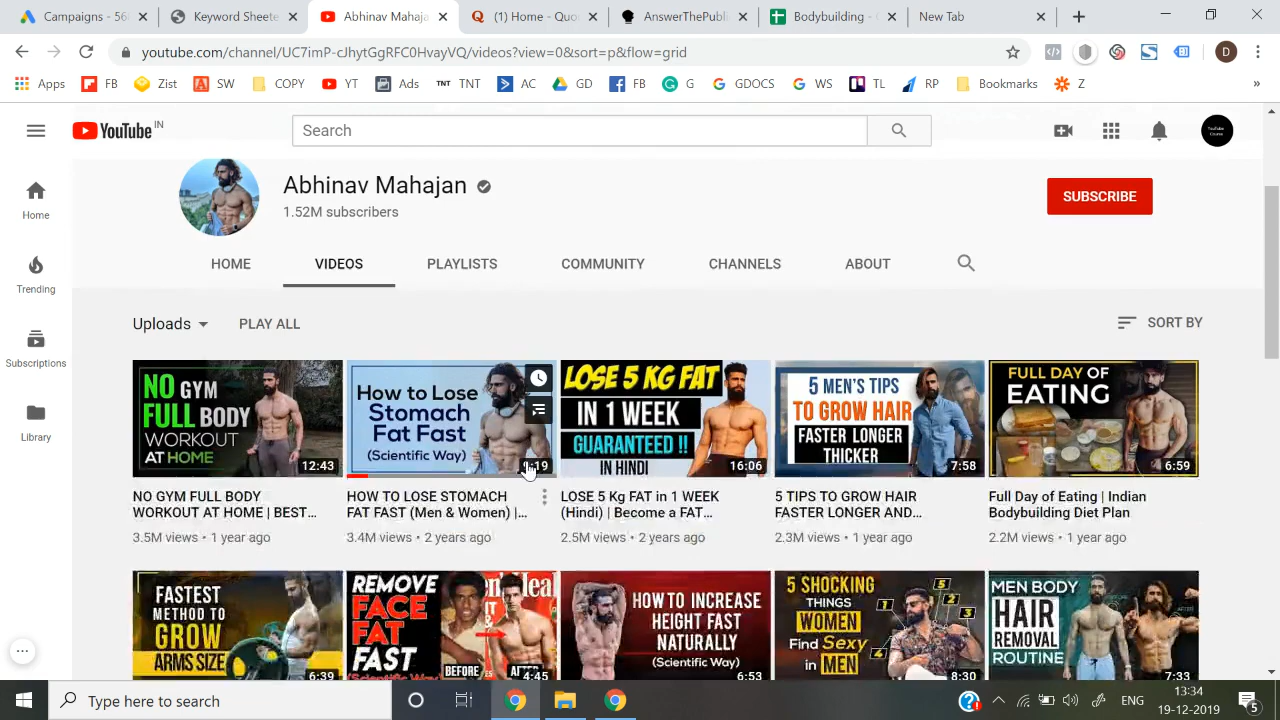 Campgns - 56
Keyword Sheete
Abhinav Mahaja
(1) Home - Quo
AnswerThePu
Bodybuilding - G
New Tab
youtube.com/channel/UC7imP-cJhytGgRFC0HvayVQ/videos?view=0&sort=p&flow=grid
D
Apps
FB
Zist
SW
COPY
YT
Ads
TNT TNT
AC
GD
FB
G
GDOCS
WS
TL
RP
Bookmarks
Z
»
YouTube IN
Search
Abhinav Mahajan
1.52M subscribers
SUBSCRIBE
HOME
VIDEOS
PLAYLISTS
COMMUNITY
CHANNELS
ABOUT
Home
Trending
Subscriptions
Library
Uploads
PLAY ALL
SORT BY
NO GYM
FULL BODY
WORKOUT
AT HOME
12:43
How to Lose
Stomach
Fat Fast
(Scientific Way)
LOSE 5 KG FAT
IN 1 WEEK
GUARANTEED !!
IN HINDI
16:06
5 MEN'S TIPS
TO GROW HAIR
FASTER LONGER
THICKER
7:58
FULL DAY OF
EATING
6:59
NO GYM FULL BODY
WORKOUT AT HOME | BEST...
3.5M views • 1 year ago
HOW TO LOSE STOMACH
FAT FAST (Men & Women) |...
3.4M views • 2 years ago
LOSE 5 Kg FAT in 1 WEEK
(Hindi) | Become a FAT...
2.5M views • 2 years ago
5 TIPS TO GROW HAIR
FASTER LONGER AND...
2.3M views • 1 year ago
Full Day of Eating | Indian
Bodybuilding Diet Plan
2.2M views • 1 year ago
FASTEST
METHOD TO
GROW
ARMS SIZE
6:39
REMOVE
FACE
FAT
FAST
(Scientific Way)
BEFORE
AFTER
4:45
HOW TO INCREASE
HEIGHT FAST
NATURALLY
(Scientific Way)
6:53
5 SHOCKING
THINGS
WOMEN
Find Sexy
in MEN
5
1
2
3
4
8:30
MEN BODY
HAIR
REMOVAL
ROUTINE
7:33
Type here to search
ENG
13:34
19-12-2019
5